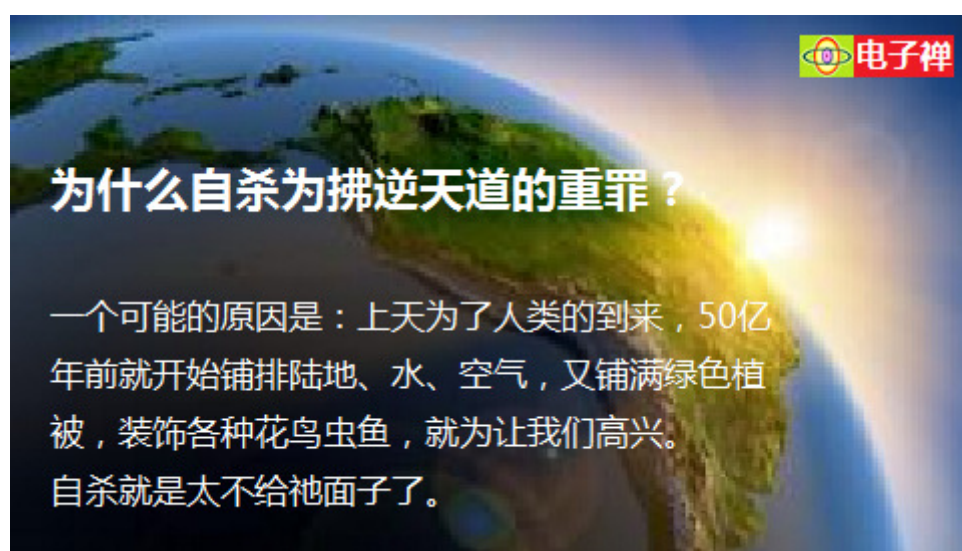 电子禅
为什么自杀为拂逆天道的重罪？
一个可能的原因是：上天为了人类的到来，50亿
年前就开始铺排陆地、水、空气，又铺满绿色植
被，装饰各种花鸟虫鱼，就为让我们高兴。
自杀就是太不给祂面子了。